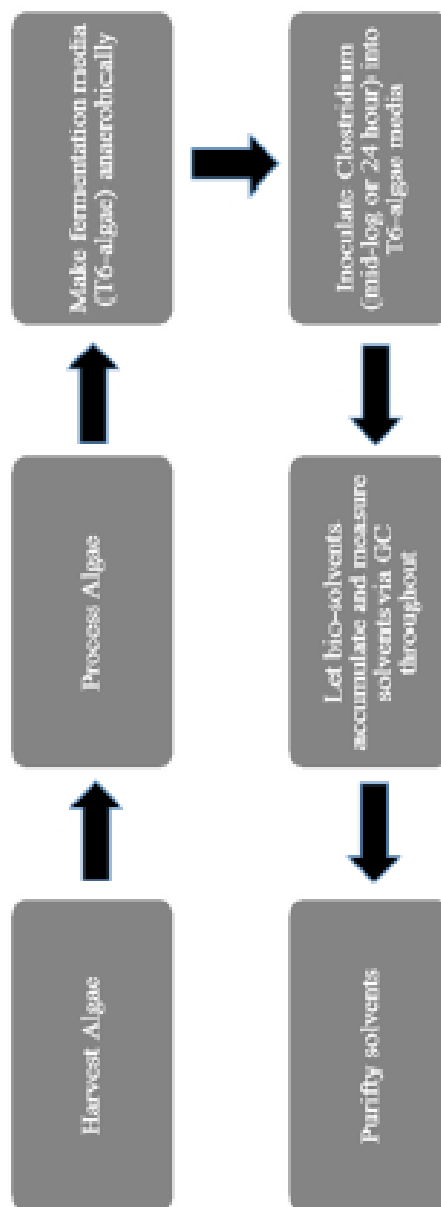 Harvest Algae
Process Algae
Make fermentation media
(T6-algae) anaerobically
Inoculate Clostridium
(mid-log or 24 hour) into
T6-algae media
Let bio-solvents
accumulate and measure
solvents via GC
throughout
Purifty solvents